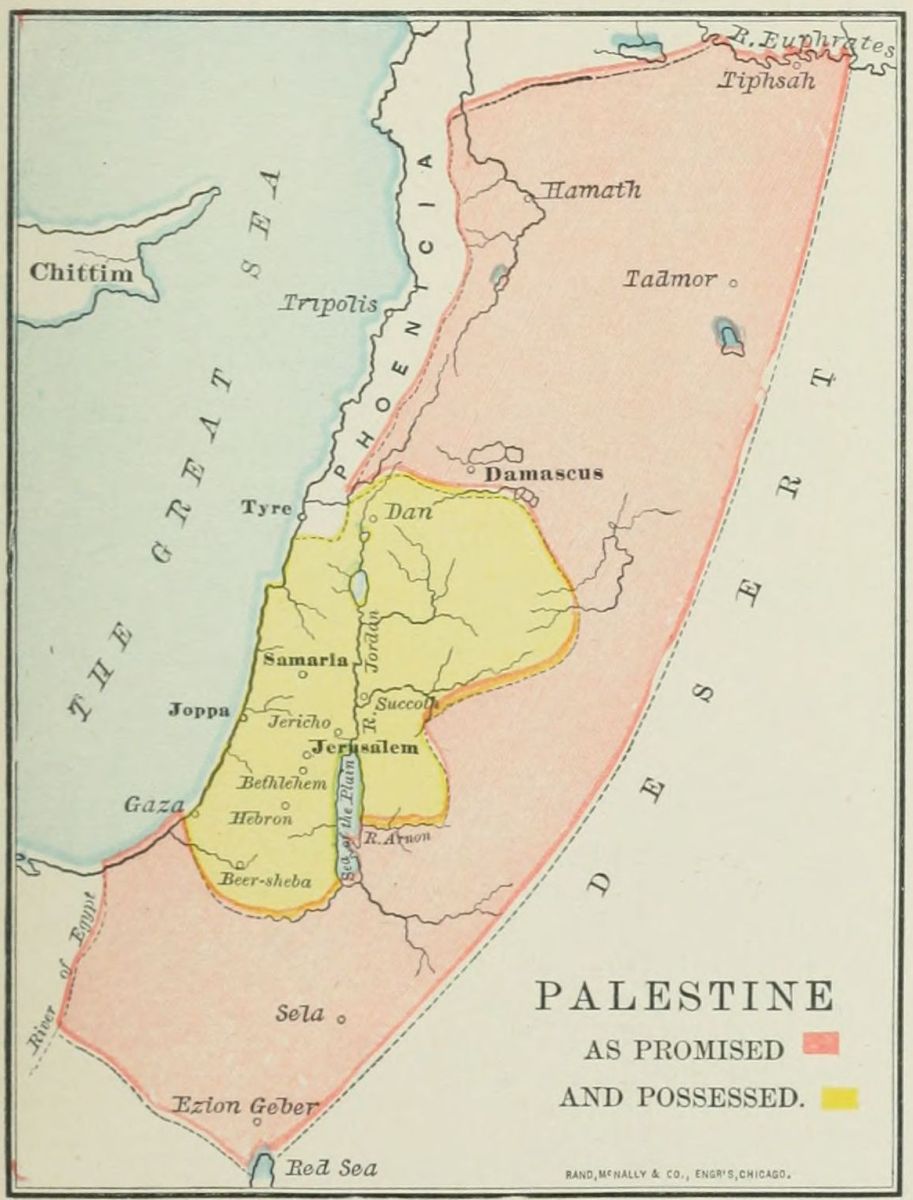 R. Euphrates
Tiphsah
Hamath
Chittim
Tadmor
Tripolis
PHOENICIA
THE GREAT SEA
Damascus
Tyre
Dan
R. Jordan
Samaria
Succoth
Joppa
Jericho
Jerusalem
Bethlehem
Gaza
Hebron
Sea of the Plain
R. Arnon
Beer-sheba
DESERT
River of Egypt
Sela
Ezion Geber
Red Sea
PALESTINE
AS PROMISED
AND POSSESSED.
RAND, McNALLY & CO., ENGR'S, CHICAGO.